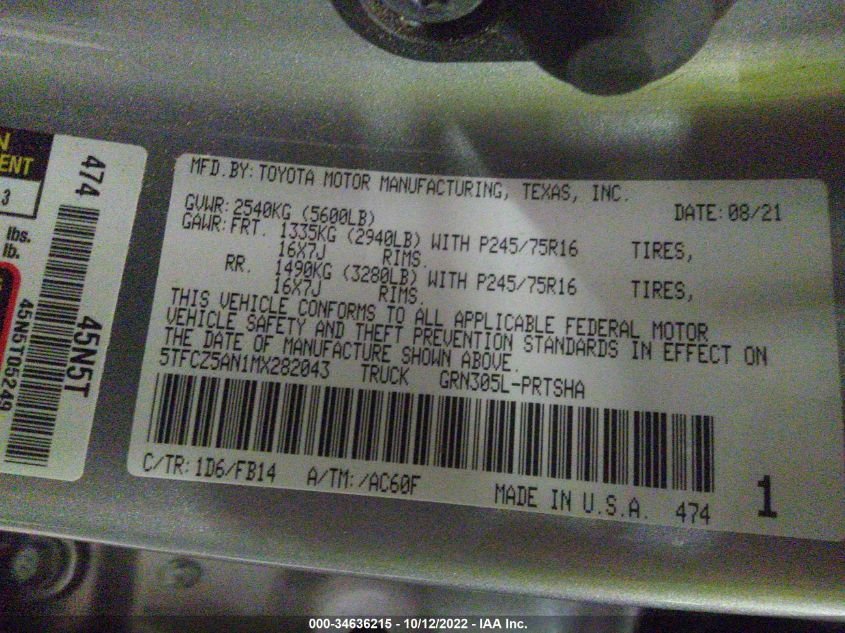 N
ENT
3
lbs.
lb.
474
45N5T
45N5T05249
MFD.BY: TOYOTA MOTOR MANUFACTURING, TEXAS, INC.
GVWR: 2540KG (5600LB) DATE: 08/21
GAWR: FRT. 1335KG (2940LB) WITH P245/75R16 TIRES,
16X7J RIMS.
RR. 1490KG (3280LB) WITH P245/75R16 TIRES,
16X7J RIMS.
THIS VEHICLE CONFORMS TO ALL APPLICABLE FEDERAL MOTOR
VEHICLE SAFETY AND THEFT PREVENTION STANDARDS IN EFFECT ON
THE DATE OF MANUFACTURE SHOWN ABOVE.
5TFCZ5AN1MX282043 TRUCK GRN305L-PRTSHA
C/TR: 1D6/FB14 A/TM: /AC60F MADE IN U.S.A. 474 1
000-34636215 - 10/12/2022 - IAA Inc.